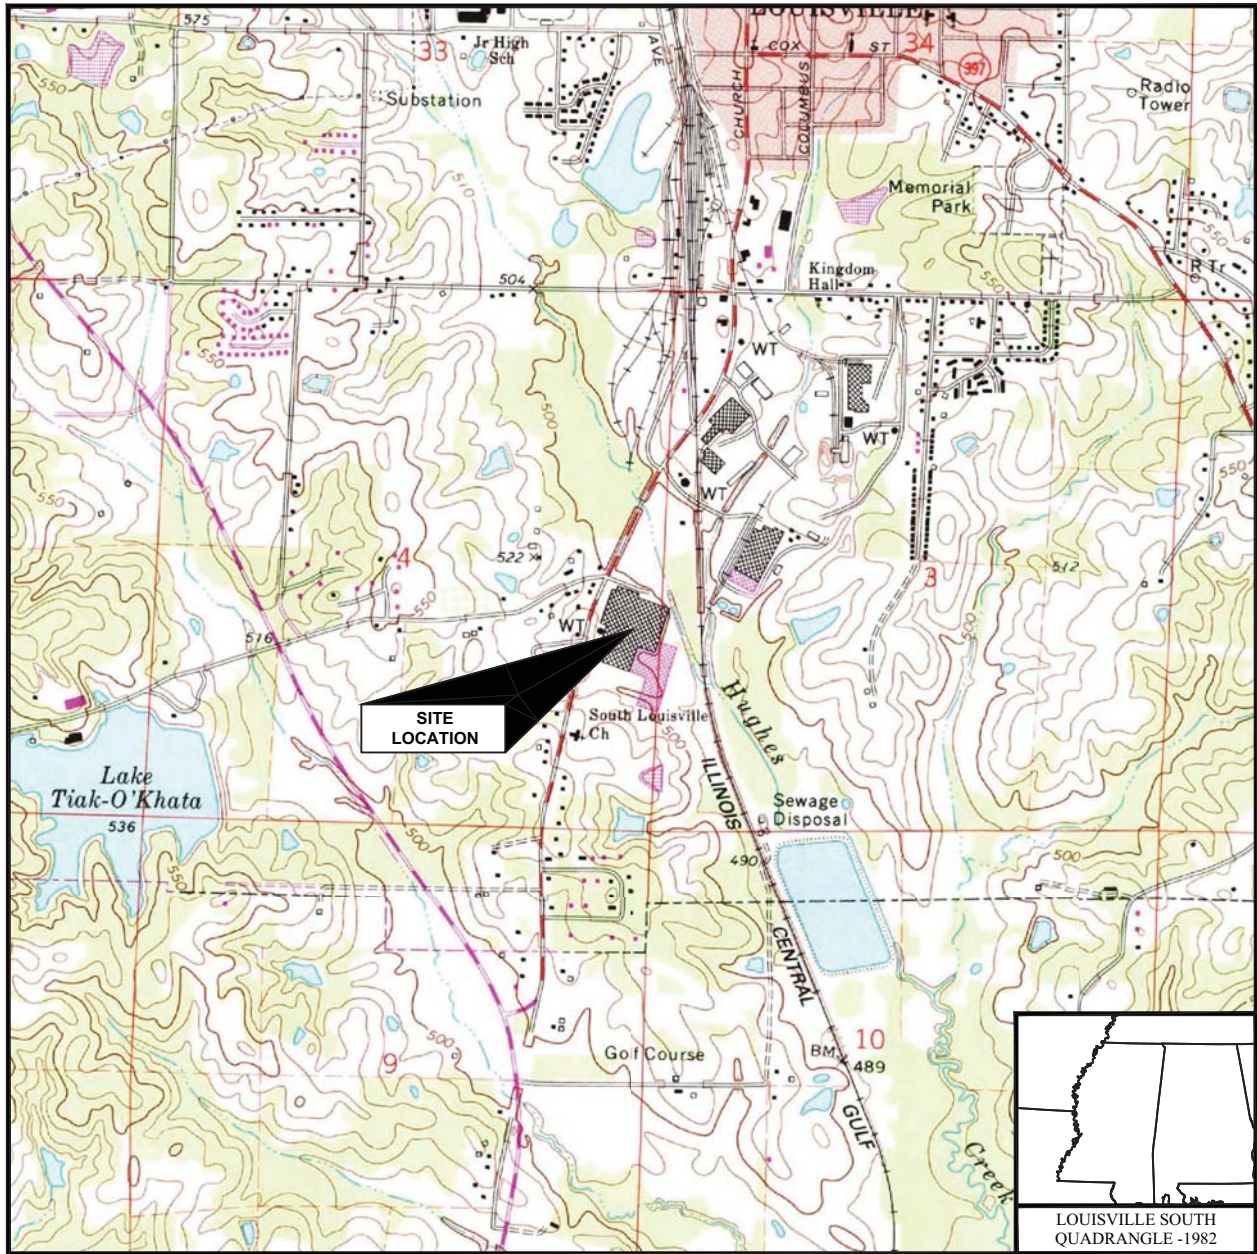 LOUISVILLE
575
33
Jr High
Sch
AVE
COX ST
34
397
550
Substation
CHURCH
COLUMBUS
Radio
Tower
510
Memorial
Park
550
R Tr
504
Kingdom
Hall
550
550
WT
500
WT
550
550
WT
4
522
3
512
550
500
516
WT
SITE
LOCATION
South Louisville
Ch
500
Hughes
Lake
Tiak-O'Khata
536
ILLINOIS
Sewage
Disposal
500
490
500
550
CENTRAL
10
500
9
Golf Course
BM
489
GULF
Creek
LOUISVILLE SOUTH
QUADRANGLE -1982